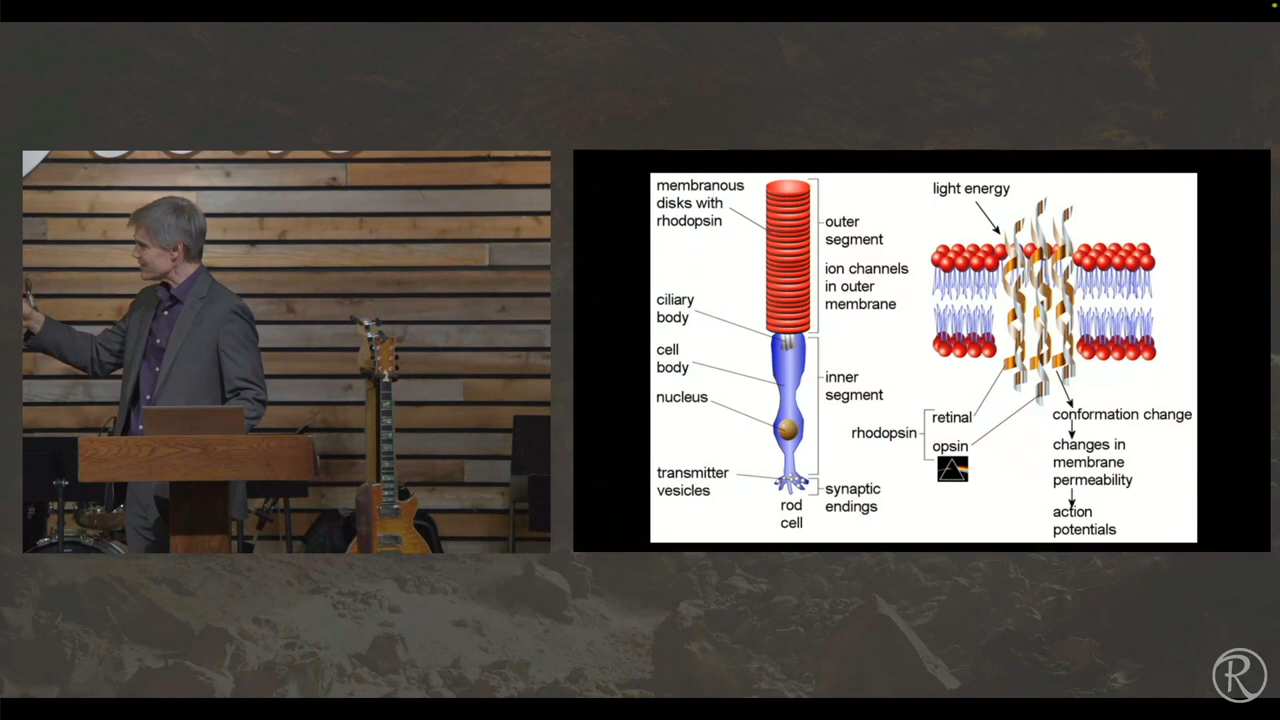 membranous
disks with
rhodopsin
ciliary
body
cell
body
nucleus
transmitter
vesicles
outer
segment
ion channels
in outer
membrane
inner
segment
synaptic
endings
rod
cell
light energy
rhodopsin
retinal
opsin
conformation change
changes in
membrane
permeability
action
potentials
R